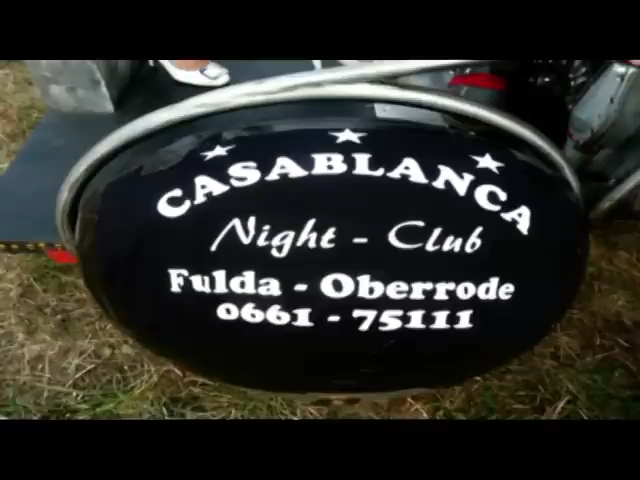 CASABLANCA
Night - Club
Fulda - Oberrode
0661 - 75111